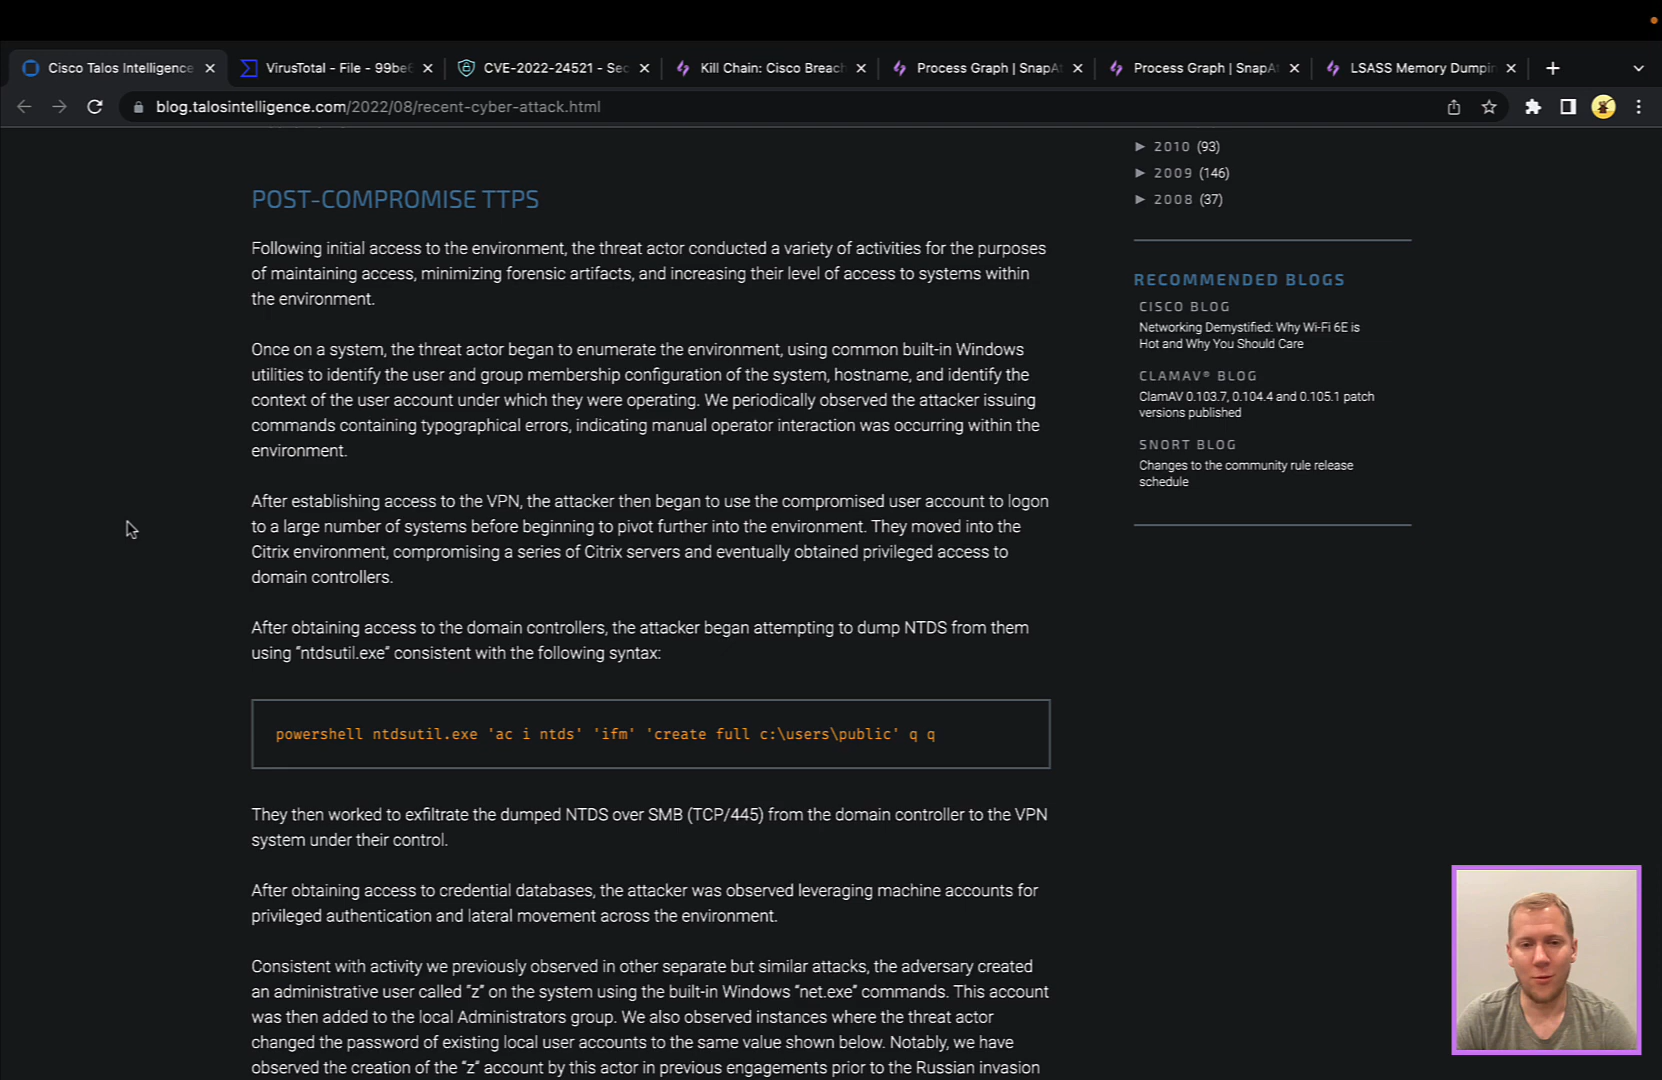 Cisco Talos Intelligence
VirusTotal - File - 99be6
CVE-2022-24521 - Sec
Kill Chain: Cisco Breach
Process Graph | SnapAt
Process Graph | SnapAt
LSASS Memory Dumpin
blog.talosintelligence.com/2022/08/recent-cyber-attack.html
POST-COMPROMISE TTPS
Following initial access to the environment, the threat actor conducted a variety of activities for the purposes
of maintaining access, minimizing forensic artifacts, and increasing their level of access to systems within
the environment.
Once on a system, the threat actor began to enumerate the environment, using common built-in Windows
utilities to identify the user and group membership configuration of the system, hostname, and identify the
context of the user account under which they were operating. We periodically observed the attacker issuing
commands containing typographical errors, indicating manual operator interaction was occurring within the
environment.
After establishing access to the VPN, the attacker then began to use the compromised user account to logon
to a large number of systems before beginning to pivot further into the environment. They moved into the
Citrix environment, compromising a series of Citrix servers and eventually obtained privileged access to
domain controllers.
After obtaining access to the domain controllers, the attacker began attempting to dump NTDS from them
using “ntdsutil.exe” consistent with the following syntax:
powershell ntdsutil.exe 'ac i ntds' 'ifm' 'create full c:\users\public' q q
They then worked to exfiltrate the dumped NTDS over SMB (TCP/445) from the domain controller to the VPN
system under their control.
After obtaining access to credential databases, the attacker was observed leveraging machine accounts for
privileged authentication and lateral movement across the environment.
Consistent with activity we previously observed in other separate but similar attacks, the adversary created
an administrative user called “z” on the system using the built-in Windows “net.exe” commands. This account
was then added to the local Administrators group. We also observed instances where the threat actor
changed the password of existing local user accounts to the same value shown below. Notably, we have
observed the creation of the “z” account by this actor in previous engagements prior to the Russian invasion
► 2010 (93)
► 2009 (146)
► 2008 (37)
RECOMMENDED BLOGS
CISCO BLOG
Networking Demystified: Why Wi-Fi 6E is
Hot and Why You Should Care
CLAMAV® BLOG
ClamAV 0.103.7, 0.104.4 and 0.105.1 patch
versions published
SNORT BLOG
Changes to the community rule release
schedule